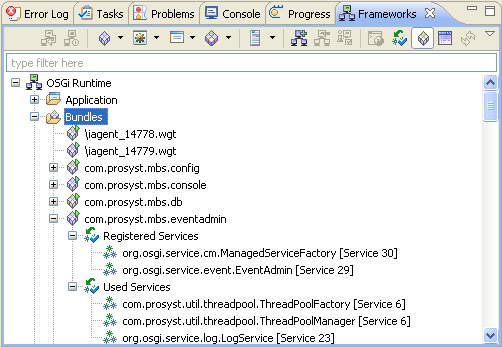 Error Log Tasks Problems Console Progress Frameworks
type filter here
OSGi Runtime
Application
Bundles
\iagent_14778.wgt
\iagent_14779.wgt
com.prosyst.mbs.config
com.prosyst.mbs.console
com.prosyst.mbs.db
com.prosyst.mbs.eventadmin
Registered Services
org.osgi.service.cm.ManagedServiceFactory [Service 30]
org.osgi.service.event.EventAdmin [Service 29]
Used Services
com.prosyst.util.threadpool.ThreadPoolFactory [Service 6]
com.prosyst.util.threadpool.ThreadPoolManager [Service 6]
org.osgi.service.log.LogService [Service 23]